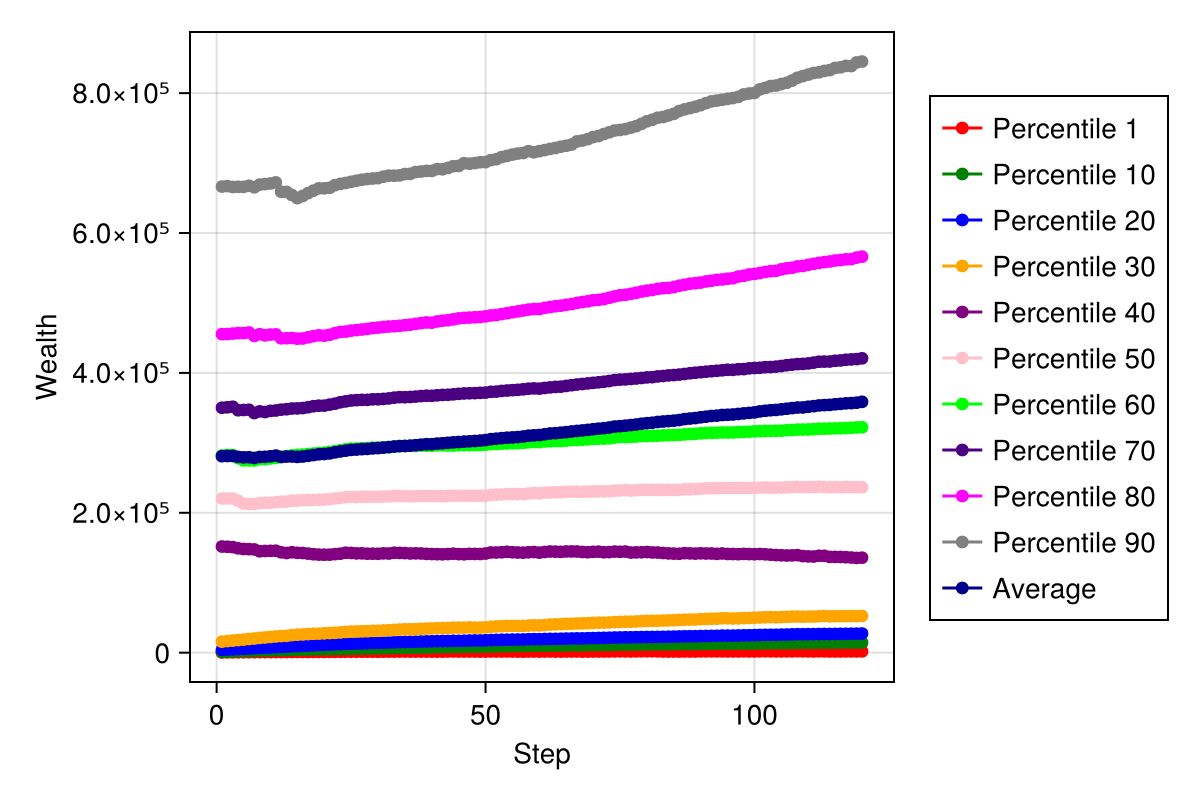 8.0×10⁵
6.0×10⁵
4.0×10⁵
2.0×10⁵
0
Wealth
0 50 100
Step
Percentile 1
Percentile 10
Percentile 20
Percentile 30
Percentile 40
Percentile 50
Percentile 60
Percentile 70
Percentile 80
Percentile 90
Average